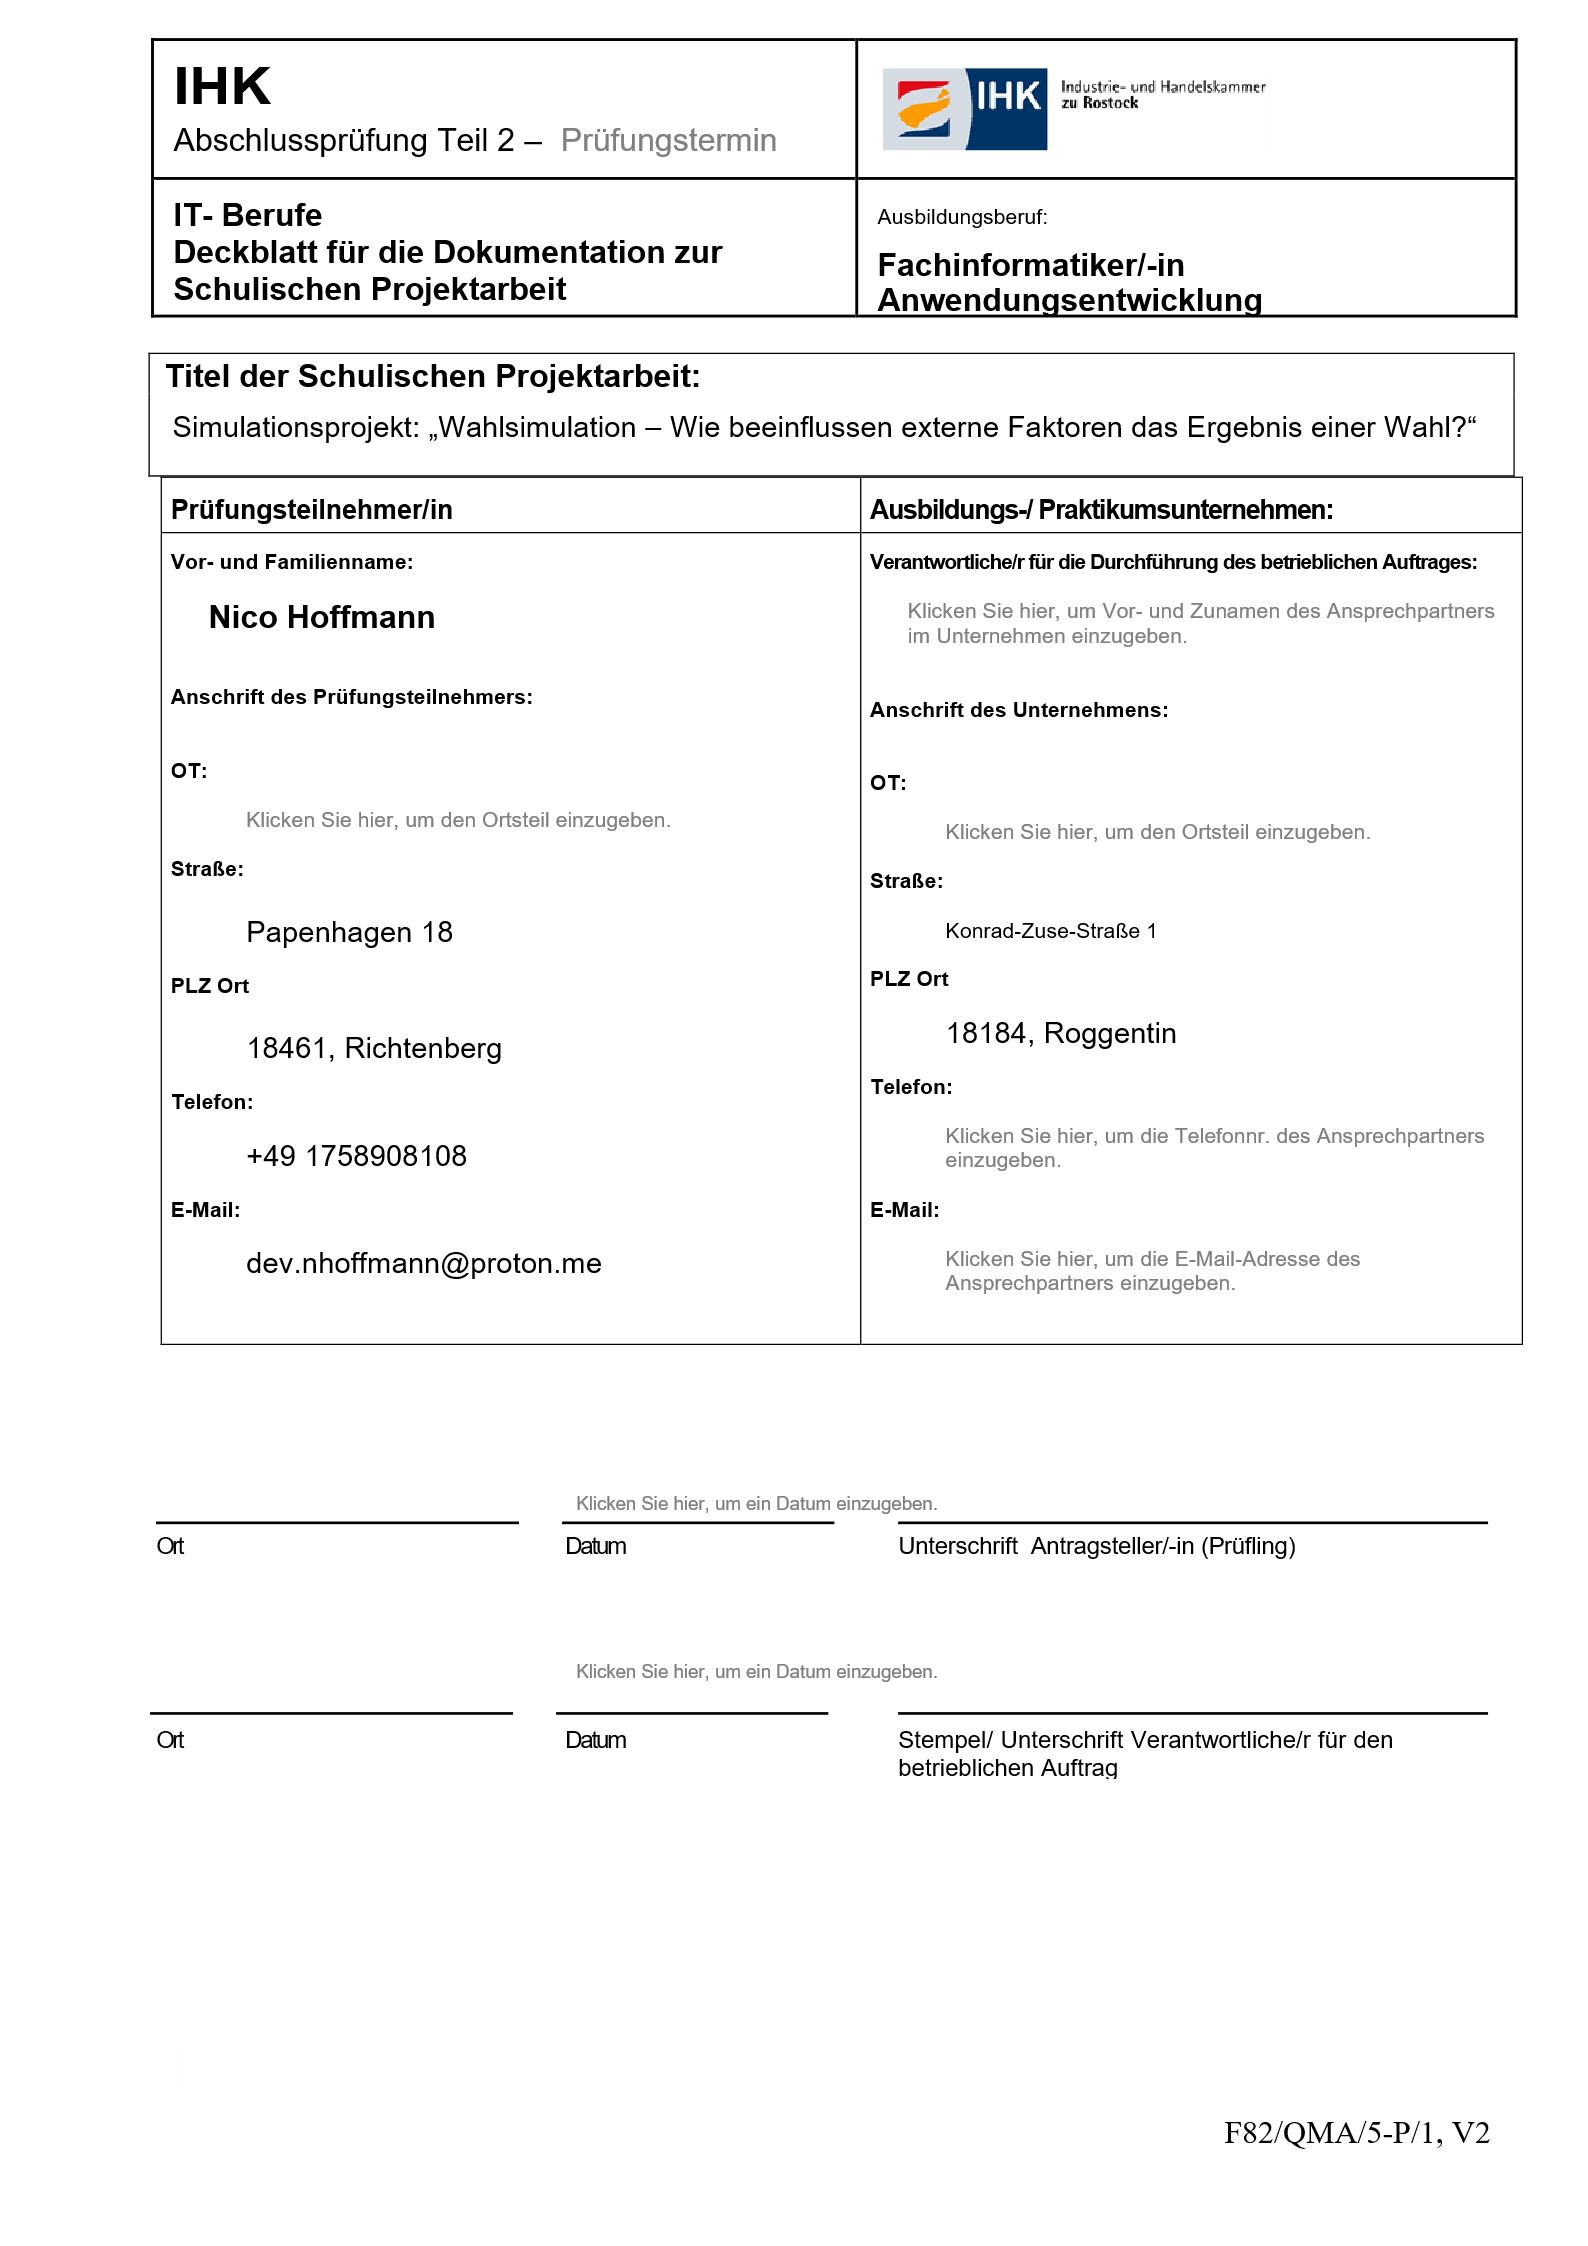 IHK
Abschlussprüfung Teil 2 – Prüfungstermin
IHK
Industrie- und Handelskammer
zu Rostock
IT- Berufe
Deckblatt für die Dokumentation zur
Schulischen Projektarbeit
Ausbildungsberuf:
Fachinformatiker/-in
Anwendungsentwicklung
Titel der Schulischen Projektarbeit:
Simulationsprojekt: „Wahlsimulation – Wie beeinflussen externe Faktoren das Ergebnis einer Wahl?“
Prüfungsteilnehmer/in
Vor- und Familienname:
Nico Hoffmann
Anschrift des Prüfungsteilnehmers:
OT:
Klicken Sie hier, um den Ortsteil einzugeben.
Straße:
Papenhagen 18
PLZ Ort
18461, Richtenberg
Telefon:
+49 1758908108
E-Mail:
dev.nhoffmann@proton.me
Ausbildungs-/ Praktikumsunternehmen:
Verantwortliche/r für die Durchführung des betrieblichen Auftrages:
Klicken Sie hier, um Vor- und Zunamen des Ansprechpartners
im Unternehmen einzugeben.
Anschrift des Unternehmens:
OT:
Klicken Sie hier, um den Ortsteil einzugeben.
Straße:
Konrad-Zuse-Straße 1
PLZ Ort
18184, Roggentin
Telefon:
Klicken Sie hier, um die Telefonnr. des Ansprechpartners
einzugeben.
E-Mail:
Klicken Sie hier, um die E-Mail-Adresse des
Ansprechpartners einzugeben.
Klicken Sie hier, um ein Datum einzugeben.
Ort
Datum
Unterschrift Antragsteller/-in (Prüfling)
Klicken Sie hier, um ein Datum einzugeben.
Ort
Datum
Stempel/ Unterschrift Verantwortliche/r für den
betrieblichen Auftrag
F82/QMA/5-P/1, V2